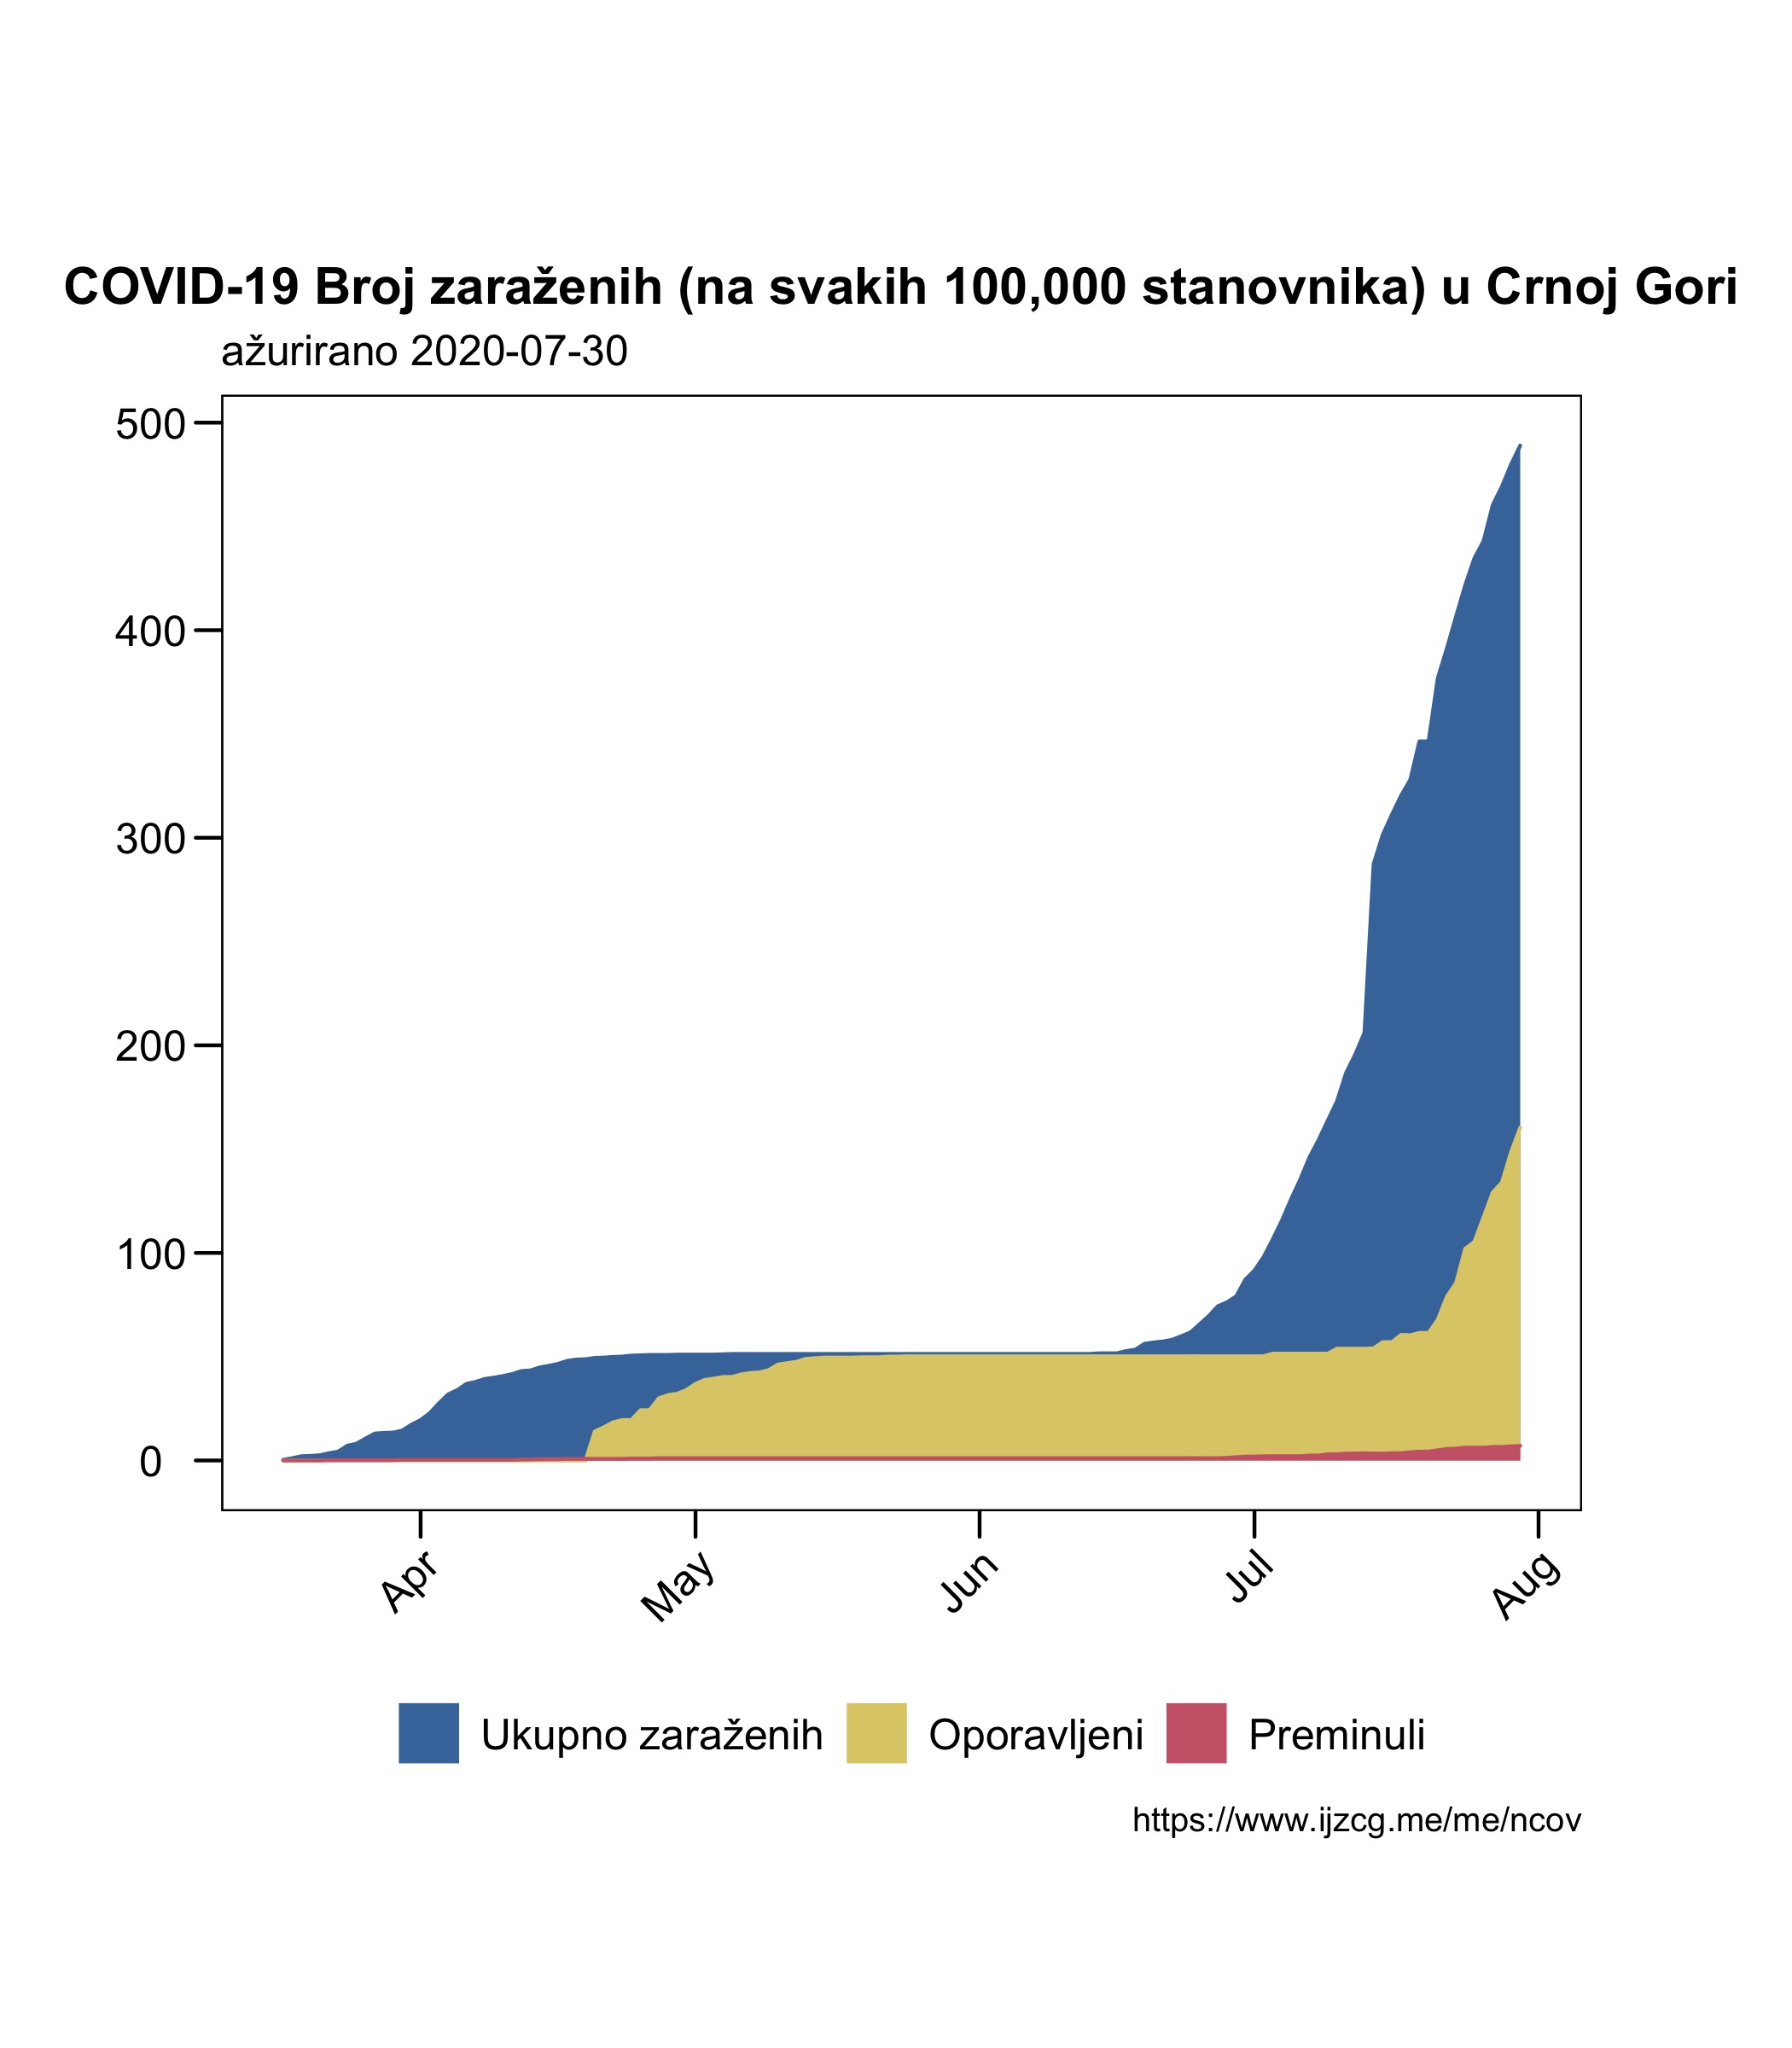 COVID-19 Broj zaraženih (na svakih 100,000 stanovnika) u Crnoj Gori
ažurirano 2020-07-30
500
400
300
200
100
0
Apr
May
Jun
Jul
Aug
Ukupno zaraženih
Oporavljeni
Preminuli
https://www.ijzcg.me/me/ncov